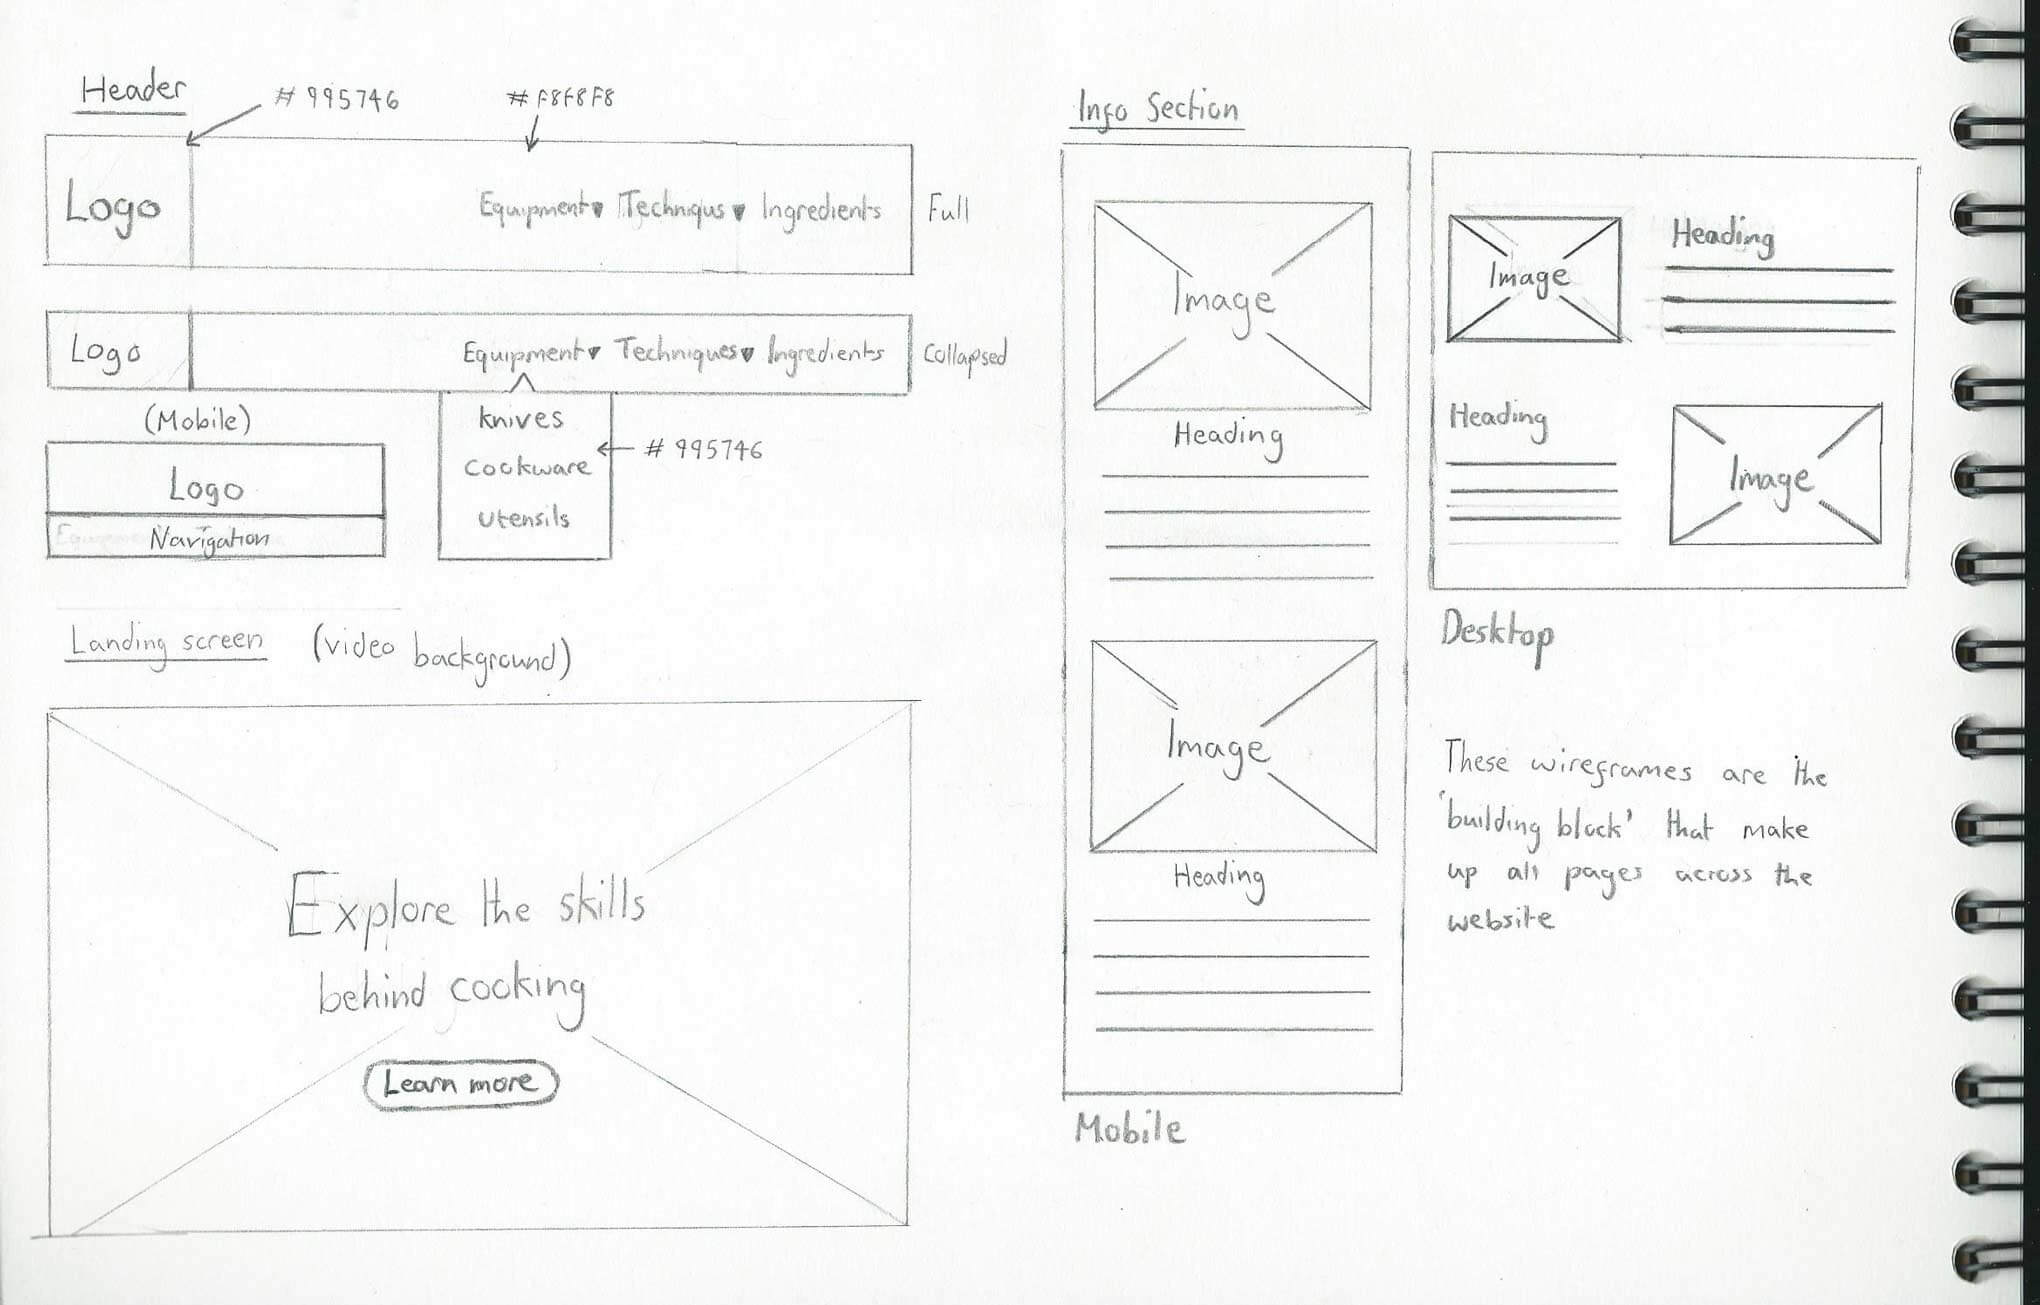 Header
# 995746
# F8F8F8
Logo
Equipment▾ Techniqus▾ Ingredients
Full
Logo
Equipment▾ Techniques▾ Ingredients
Collapsed
(Mobile)
Logo
Navigation
knives
cookware
utensils
# 995746
Landing screen (video background)
Explore the skills
behind cooking
Learn more
Info Section
Image
Heading
Image
Heading
Mobile
Image
Heading
Heading
Image
Desktop
These wireframes are the
'building block' that make
up all pages across the
website